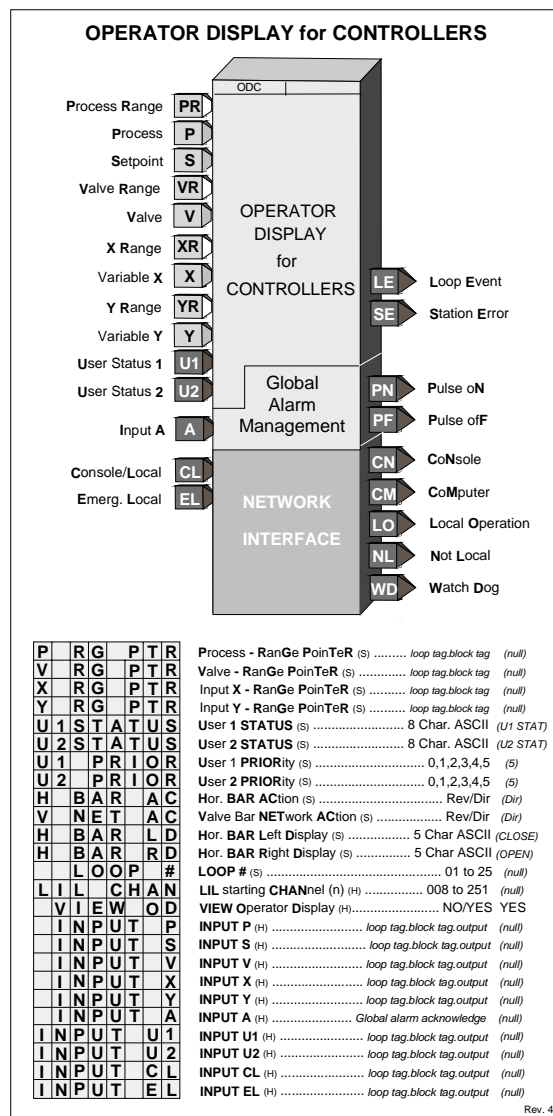 OPERATOR DISPLAY for CONTROLLERS
ODC
Process Range PR
Process P
Setpoint S
Valve Range VR
Valve V
X Range XR
Variable X X
Y Range YR
Variable Y Y
User Status 1 U1
User Status 2 U2
Input A A
Console/Local CL
Emerg. Local EL
OPERATOR
DISPLAY
for
CONTROLLERS
Global
Alarm
Management
NETWORK
INTERFACE
LE Loop Event
SE Station Error
PN Pulse oN
PF Pulse ofF
CN CoNsole
CM CoMputer
LO Local Operation
NL Not Local
WD Watch Dog
P RG PTR Process - RanGe PoinTeR (S) ......... loop tag.block tag (null)
V RG PTR Valve - RanGe PoinTeR (S) ............. loop tag.block tag (null)
X RG PTR Input X - RanGe PoinTeR (S) .......... loop tag.block tag (null)
Y RG PTR Input Y - RanGe PoinTeR (S) .......... loop tag.block tag (null)
U1STATUS User 1 STATUS (S) ................................ 8 Char. ASCII (U1 STAT)
U2STATUS User 2 STATUS (S) ................................ 8 Char. ASCII (U2 STAT)
U1 PRIOR User 1 PRIORity (S) ................................ 0,1,2,3,4,5 (5)
U2 PRIOR User 2 PRIORity (S) ................................ 0,1,2,3,4,5 (5)
H BAR AC Hor. BAR ACtion (S) .................................... Rev/Dir (Dir)
V NET AC Valve Bar NETwork ACtion (S) ..................... Rev/Dir (Dir)
H BAR LD Hor. BAR Left Display (S) ................... 5 Char ASCII (CLOSE)
H BAR RD Hor. BAR Right Display (S) ................. 5 Char ASCII (OPEN)
LOOP # LOOP # (S) ................................................ 01 to 25 (null)
LIL CHAN LIL starting CHANnel (n) (H) ................... 008 to 251 (null)
VIEW OD VIEW Operator Display (H)........................ NO/YES YES
INPUT P INPUT P (H) ......................... loop tag.block tag.output (null)
INPUT S INPUT S (H) ......................... loop tag.block tag.output (null)
INPUT V INPUT V (H) ......................... loop tag.block tag.output (null)
INPUT X INPUT X (H) ......................... loop tag.block tag.output (null)
INPUT Y INPUT Y (H) ......................... loop tag.block tag.output (null)
INPUT A INPUT A (H) ....................... Global alarm acknowledge (null)
INPUT U1 INPUT U1 (H) ....................... loop tag.block tag.output (null)
INPUT U2 INPUT U2 (H) ....................... loop tag.block tag.output (null)
INPUT CL INPUT CL (H) ....................... loop tag.block tag.output (null)
INPUT EL INPUT EL (H) ....................... loop tag.block tag.output (null)
Rev. 4